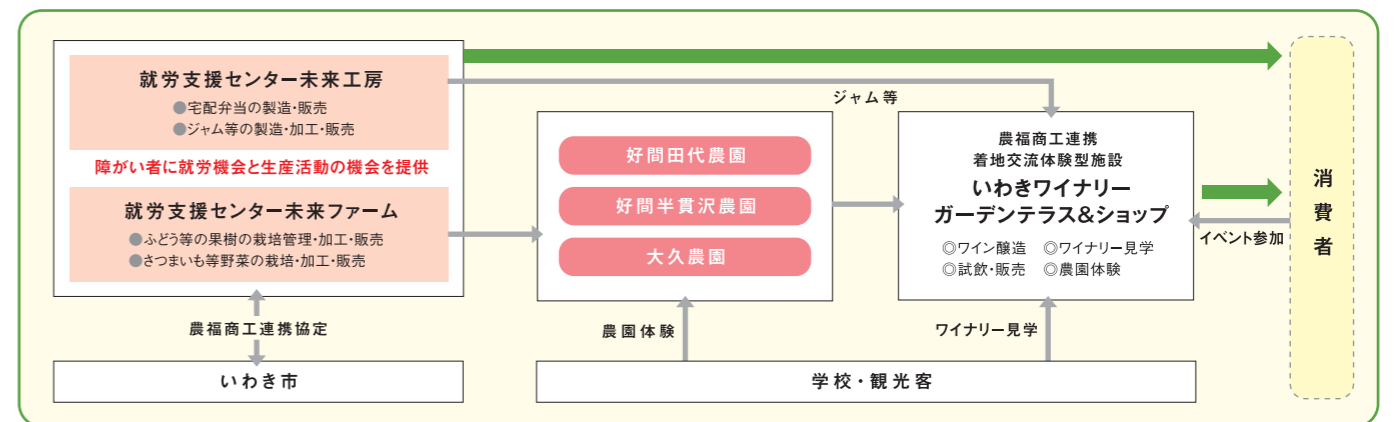 就労支援センター未来工房
●宅配弁当の製造・販売
●ジャム等の製造・加工・販売
障がい者に就労機会と生産活動の機会を提供
就労支援センター未来ファーム
●ふどう等の果樹の栽培管理・加工・販売
●さつまいも等野菜の栽培・加工・販売
農福商工連携協定
いわき市
好間田代農園
好間半貫沢農園
大久農園
農園体験
ジャム等
農福商工連携
着地交流体験型施設
いわきワイナリー
ガーデンテラス&ショップ
◎ワイン醸造 ◎ワイナリー見学
◎試飲・販売 ◎農園体験
ワイナリー見学
学校・観光客
イベント参加
消費者